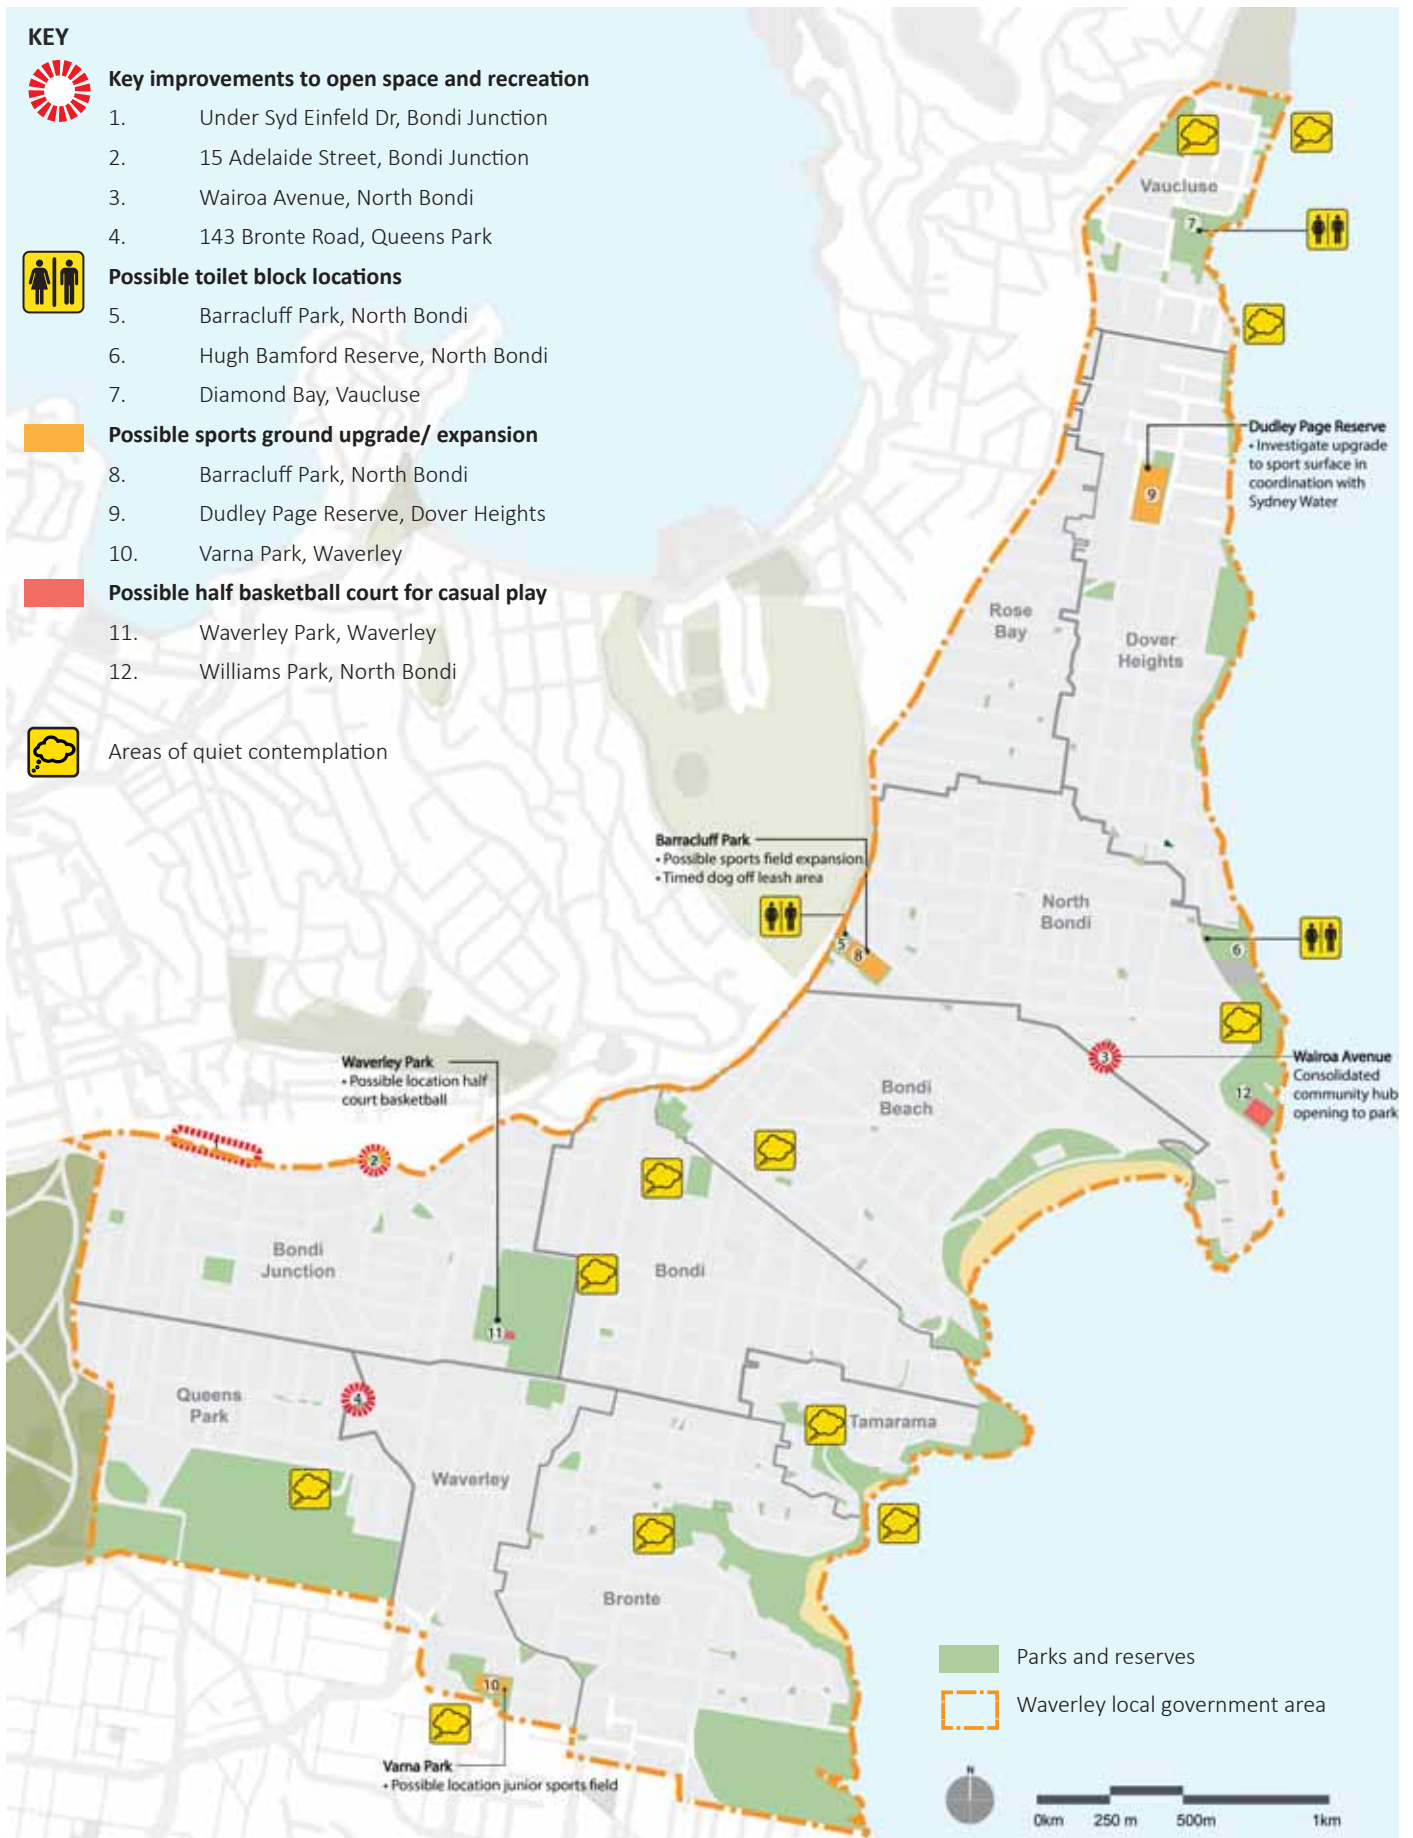 KEY
Key improvements to open space and recreation
1. Under Syd Einfeld Dr, Bondi Junction
2. 15 Adelaide Street, Bondi Junction
3. Wairoa Avenue, North Bondi
4. 143 Bronte Road, Queens Park
Possible toilet block locations
5. Barracluff Park, North Bondi
6. Hugh Bamford Reserve, North Bondi
7. Diamond Bay, Vaucluse
Possible sports ground upgrade/ expansion
8. Barracluff Park, North Bondi
9. Dudley Page Reserve, Dover Heights
10. Varna Park, Waverley
Possible half basketball court for casual play
11. Waverley Park, Waverley
12. Williams Park, North Bondi
Areas of quiet contemplation
Vaucluse
7
Dudley Page Reserve
• Investigate upgrade
to sport surface in
coordination with
Sydney Water
9
Rose
Bay
Dover
Heights
Barracluff Park
• Possible sports field expansion
• Timed dog off leash area
North
Bondi
5
8
6
Waverley Park
• Possible location half
court basketball
3
Wairoa Avenue
Consolidated
community hub
opening to park
Bondi
Beach
12
2
Bondi
Junction
Bondi
11
Queens
Park
4
Tamarama
Waverley
Bronte
10
Varna Park
• Possible location junior sports field
Parks and reserves
Waverley local government area
N
0km 250 m 500m 1km